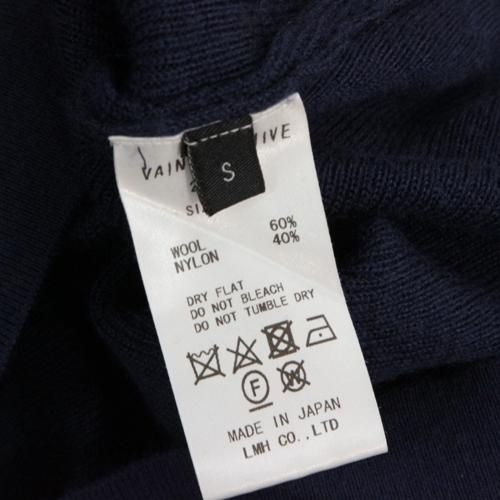 S
WOOL 60%
NYLON 40%
DRY FLAT
DO NOT BLEACH
DO NOT TUMBLE DRY
F
W
MADE IN JAPAN
LMH CO.,LTD